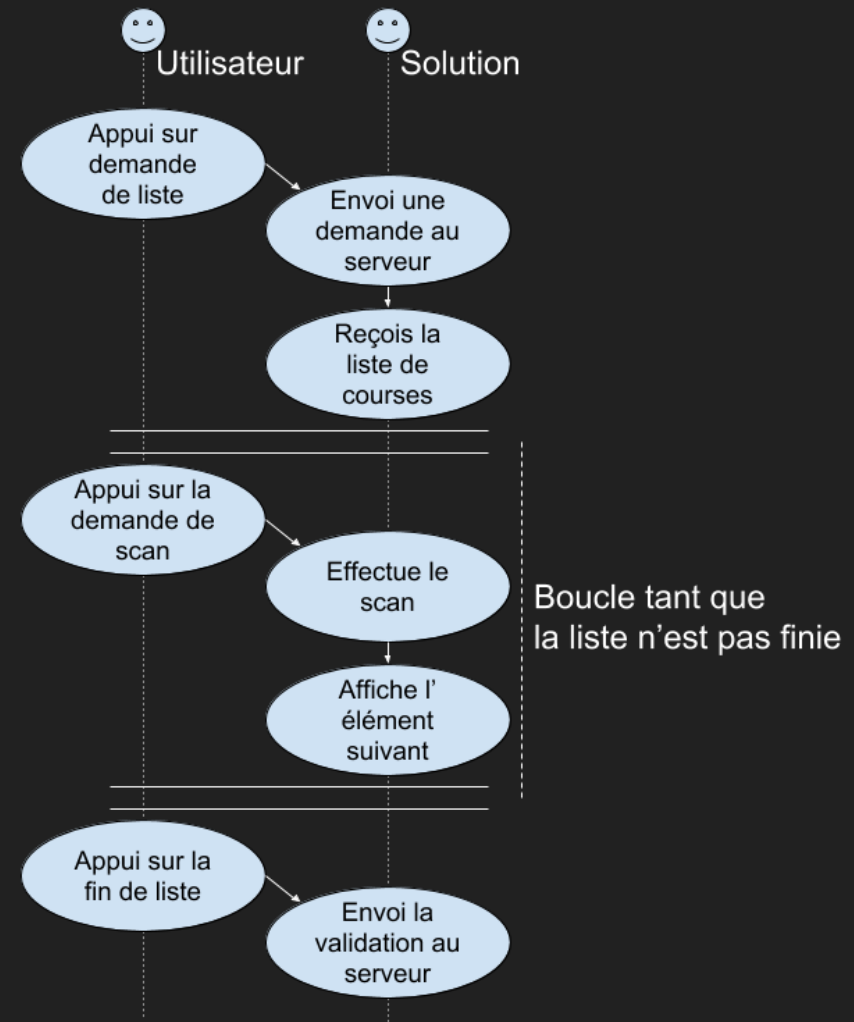 Utilisateur
Solution
Appui sur
demande
de liste
Envoi une
demande au
serveur
Reçois la
liste de
courses
Appui sur la
demande de
scan
Effectue le
scan
Boucle tant que
la liste n’est pas finie
Affiche l’
élément
suivant
Appui sur la
fin de liste
Envoi la
validation au
serveur